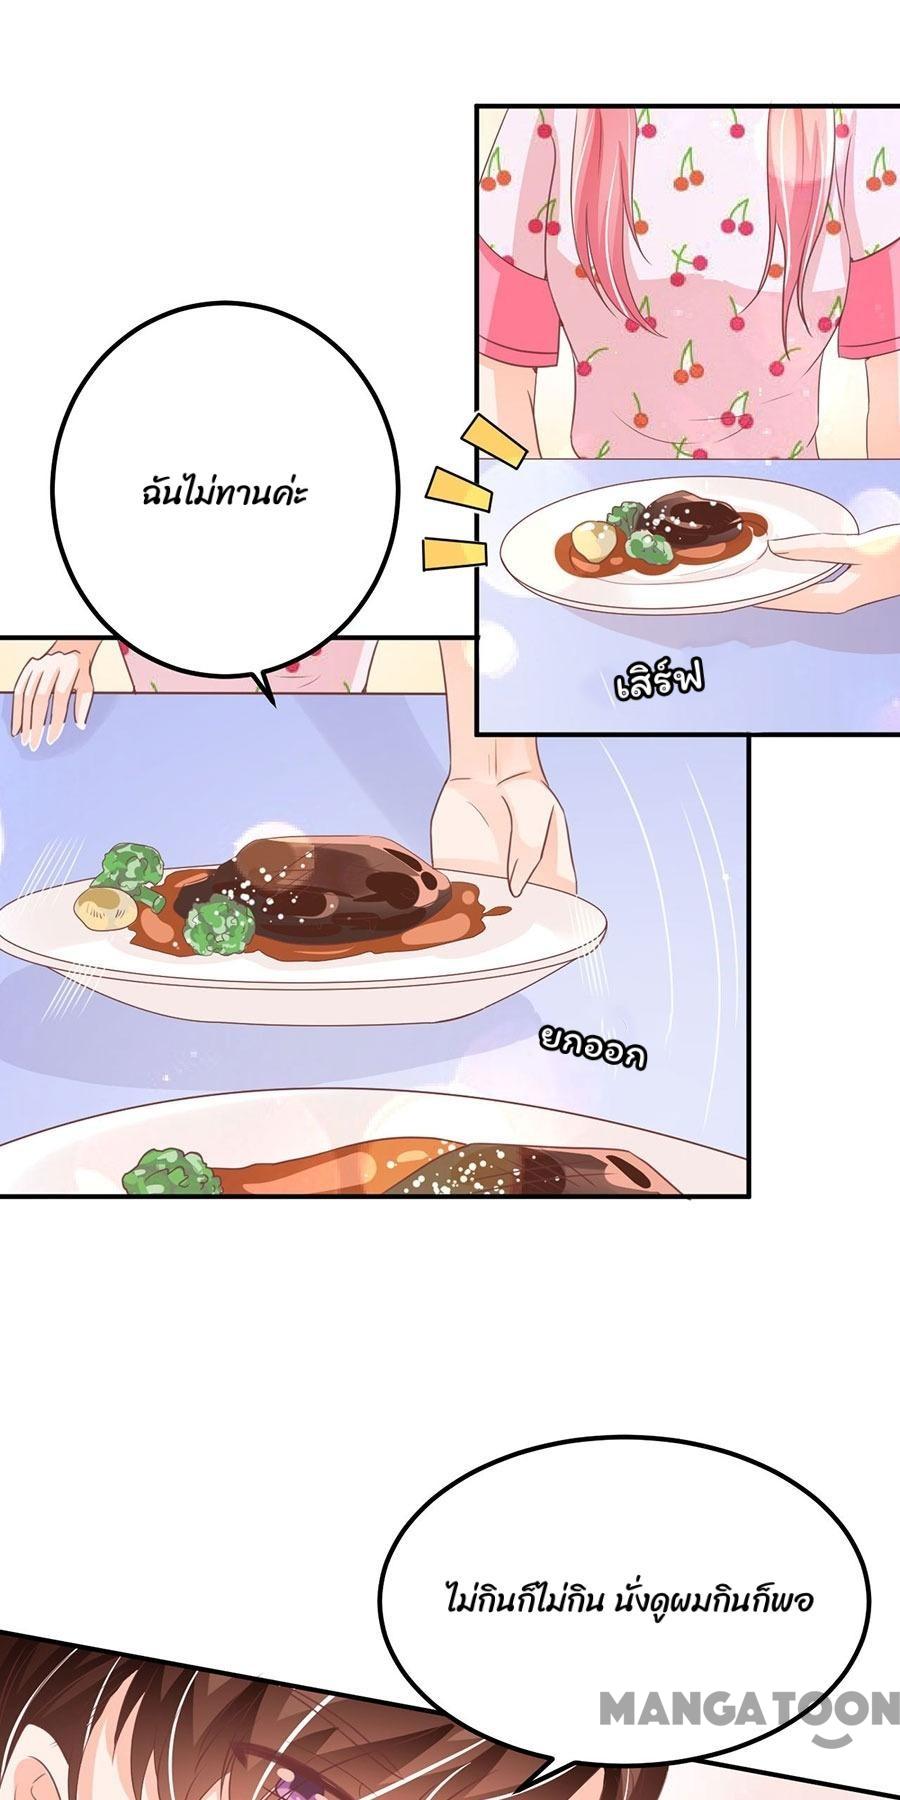 ฉันไม่ทานค่ะ
เสิร์ฟ
ยกออก
ไม่กินก็ไม่กิน นั่งดูผมกินก็พอ
MANGATOON